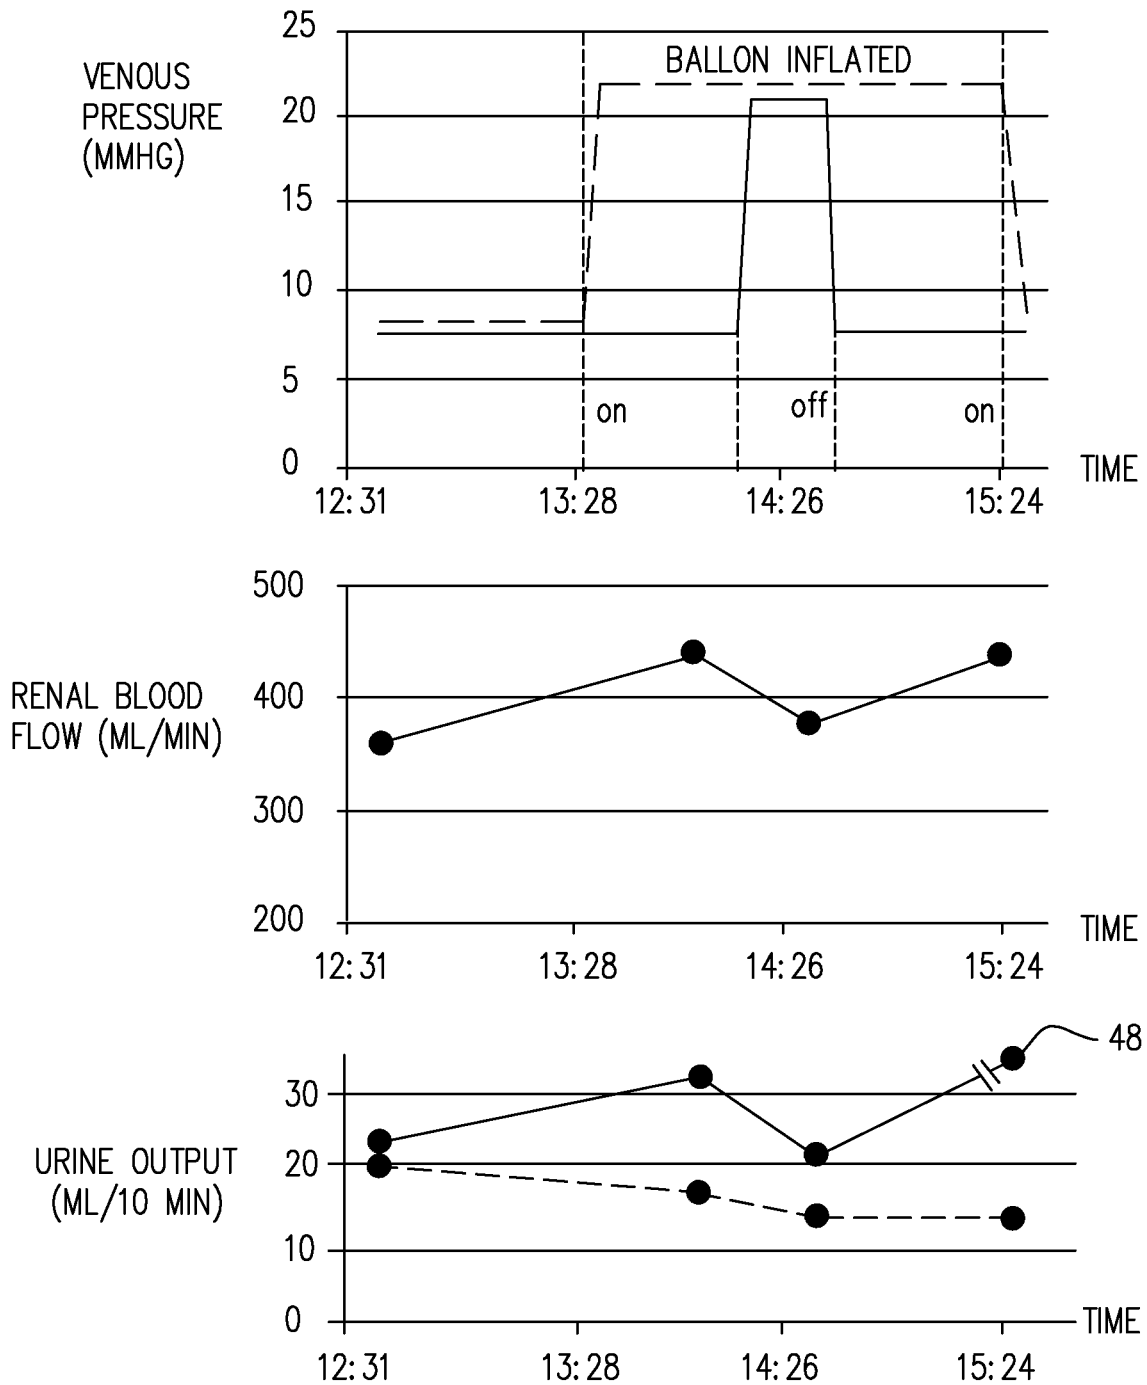 25
BALLON INFLATED
VENOUS
PRESSURE
(MMHG)
20
15
10
5
on
off
on
0
TIME
12:31
13:28
14:26
15:24
500
RENAL BLOOD
FLOW (ML/MIN)
400
300
200
TIME
12:31
13:28
14:26
15:24
48
30
URINE OUTPUT
(ML/10 MIN)
20
10
0
TIME
12:31
13:28
14:26
15:24